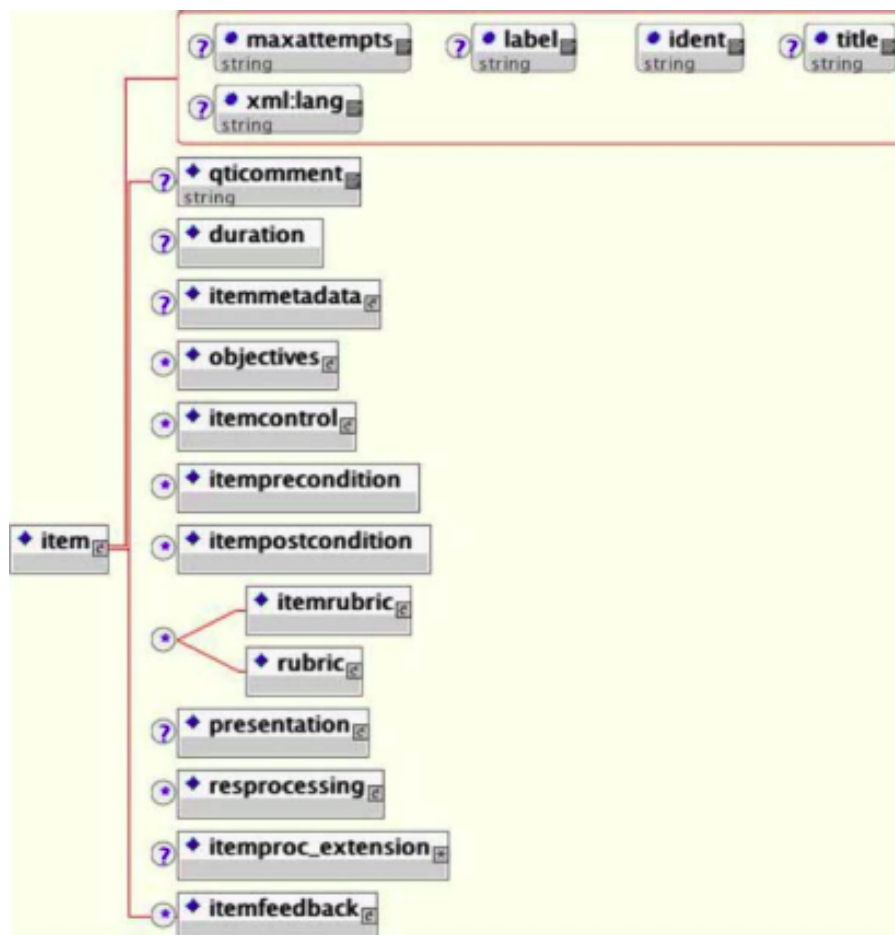 ? maxattempts ? label ident ? title
string string string string
? xml:lang
string
? qticomment
string
? duration
? itemmetadata
* objectives
* itemcontrol
* itemprecondition
item
* itempostcondition
itemrubric
*
rubric
? presentation
* resprocessing
? itemproc_extension
* itemfeedback